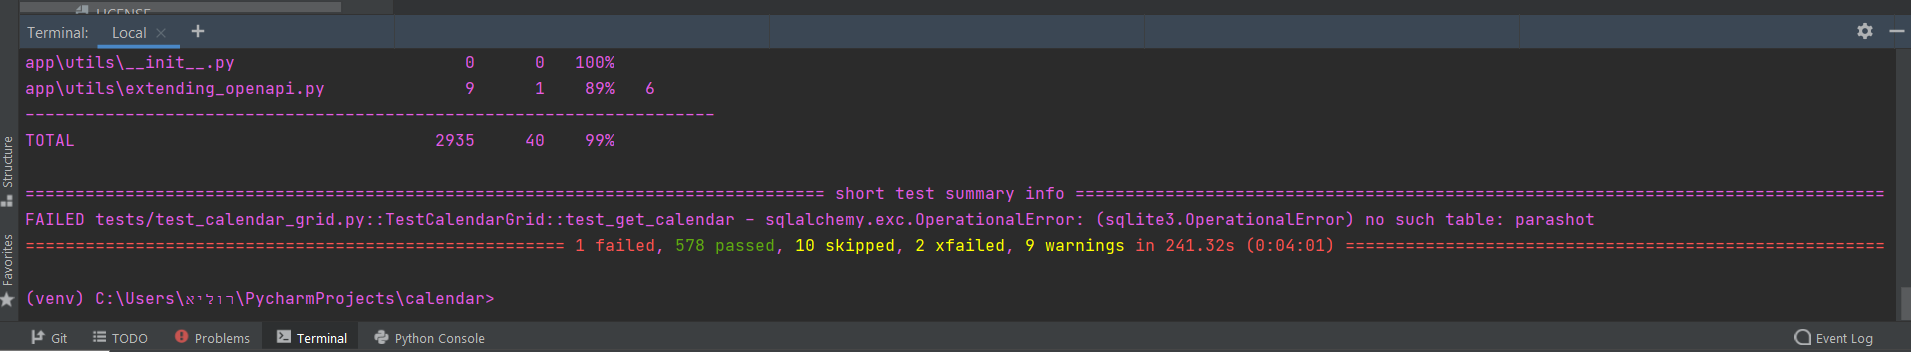 LICENSE
Terminal: Local × +
app\utils\__init__.py 0 0 100%
app\utils\extending_openapi.py 9 1 89% 6
---------------------------------------------------------------------
TOTAL 2935 40 99%
================================================================================ short test summary info =================================================================================
FAILED tests/test_calendar_grid.py::TestCalendarGrid::test_get_calendar - sqlalchemy.exc.OperationalError: (sqlite3.OperationalError) no such table: parashot
====================================================== 1 failed, 578 passed, 10 skipped, 2 xfailed, 9 warnings in 241.32s (0:04:01) ======================================================
(venv) C:\Users\אילור\PycharmProjects\calendar>
Structure
Favorites
Git TODO Problems Terminal Python Console Event Log